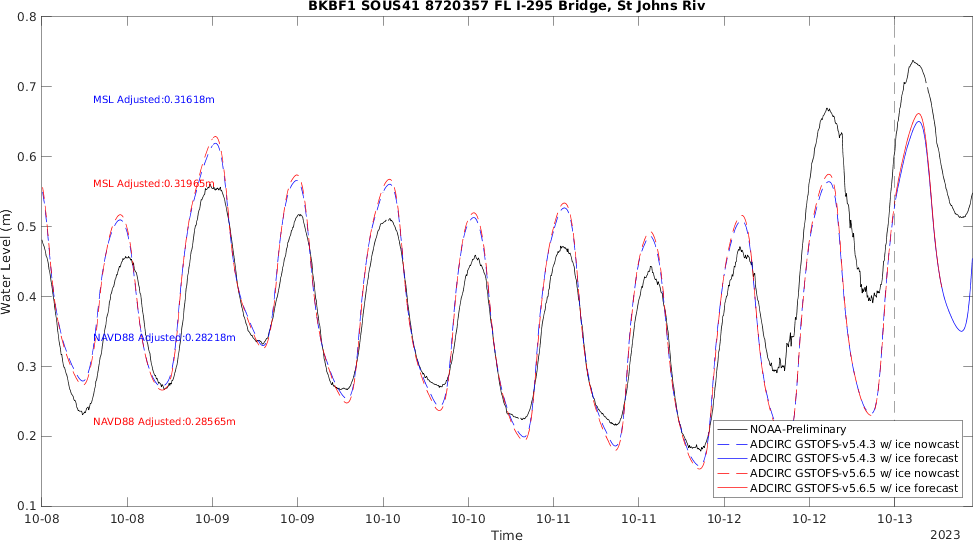 BKBF1 SOUS41 8720357 FL I-295 Bridge, St Johns Riv
0.8
0.7
0.6
0.5
0.4
0.3
0.2
0.1
Water Level (m)
MSL Adjusted:0.31618m
MSL Adjusted:0.31965m
NAVD88 Adjusted:0.28218m
NAVD88 Adjusted:0.28565m
NOAA-Preliminary
ADCIRC GSTOFS-v5.4.3 w/ ice nowcast
ADCIRC GSTOFS-v5.4.3 w/ ice forecast
ADCIRC GSTOFS-v5.6.5 w/ ice nowcast
ADCIRC GSTOFS-v5.6.5 w/ ice forecast
10-08 10-08 10-09 10-09 10-10 10-10 10-11 10-11 10-12 10-12 10-13
Time
2023